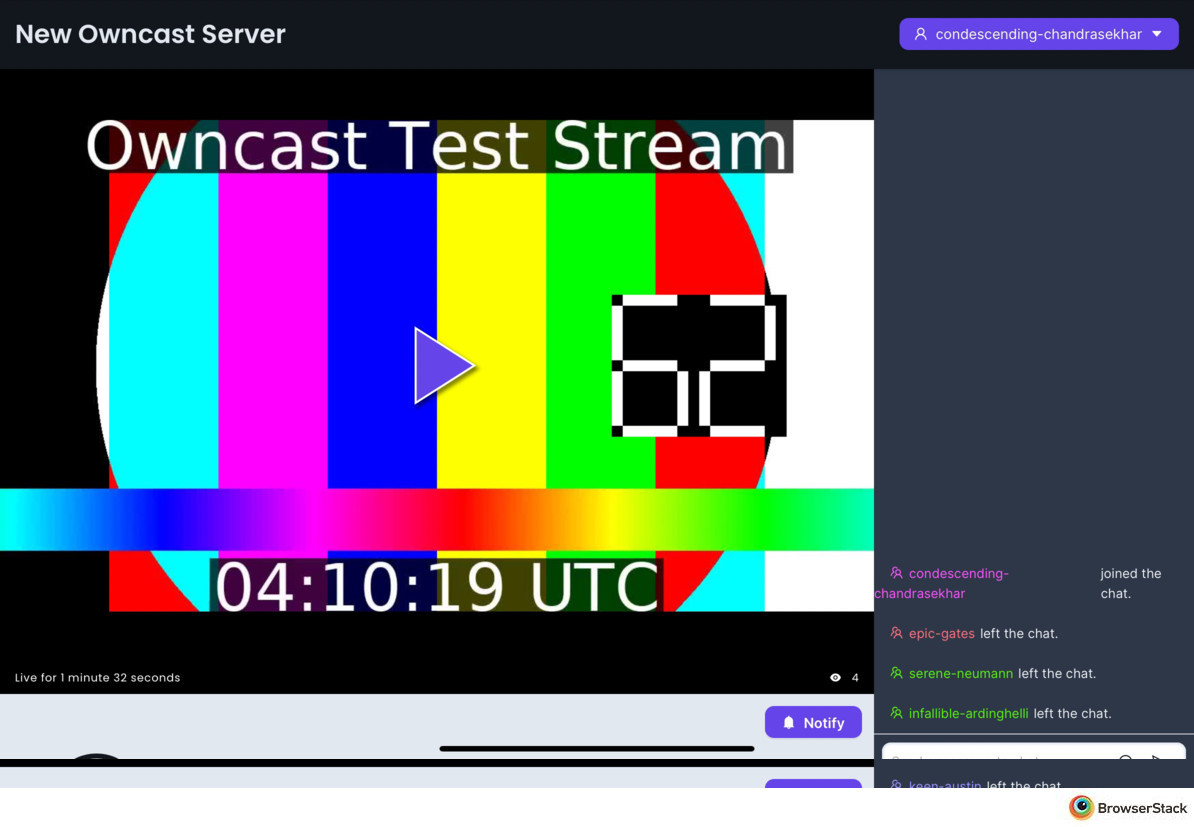 New Owncast Server
condescending-chandrasekhar
Owncast Test Stream
62
04:10:19 UTC
Live for 1 minute 32 seconds
4
Notify
condescending-chandrasekhar joined the chat.
epic-gates left the chat.
serene-neumann left the chat.
infallible-ardinghelli left the chat.
keen-austin left the chat
BrowserStack